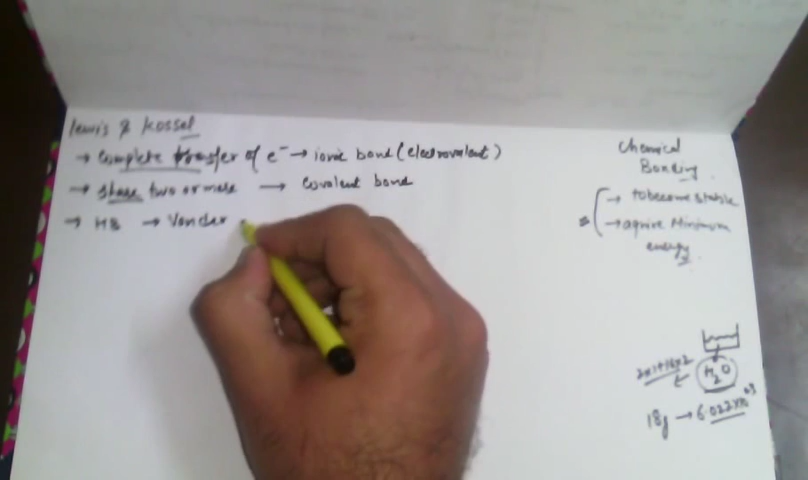 Lewis & Kossel
→ complete transfer of e⁻ → ionic bond (electrovalent)
→ share two or more → covalent bond
→ HB → Vander
Chemical
Bonding
→ to become stable
→ aquire Minimum
energy
H₂O
18g → 6.022×10²³